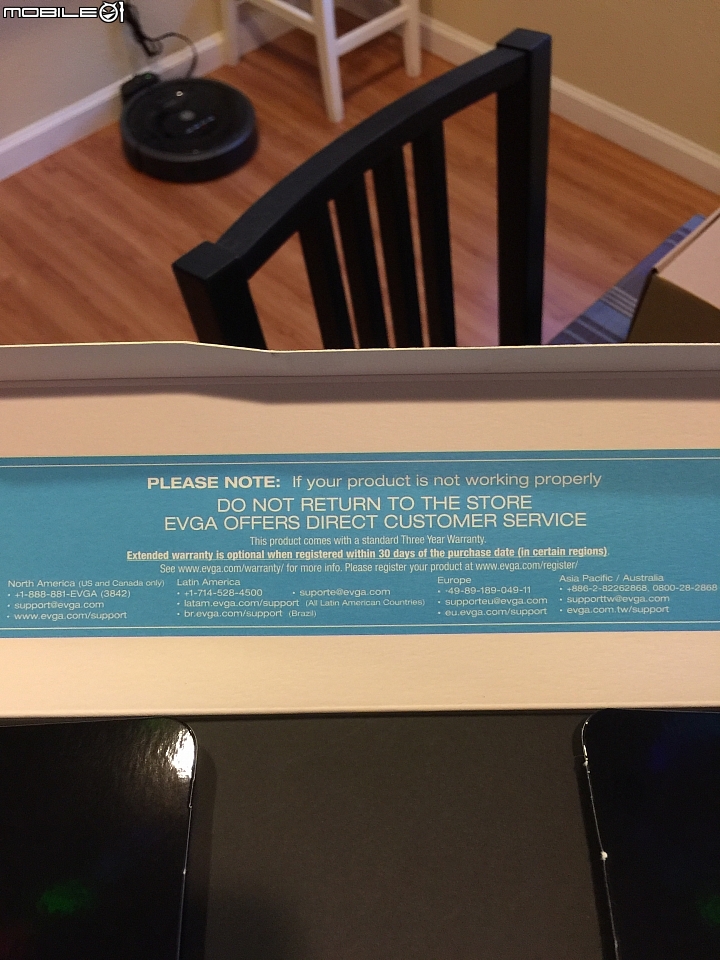 MOBILE01
PLEASE NOTE: If your product is not working properly
DO NOT RETURN TO THE STORE
EVGA OFFERS DIRECT CUSTOMER SERVICE
This product comes with a standard Three Year Warranty.
Extended warranty is optional when registered within 30 days of the purchase date (in certain regions).
See www.evga.com/warranty/ for more info. Please register your product at www.evga.com/register/
North America (US and Canada only)
• +1-888-881-EVGA (3842)
• support@evga.com
• www.evga.com/support
Latin America
• +1-714-528-4500 • suporte@evga.com
• latam.evga.com/support (All Latin American Countries)
• br.evga.com/support (Brazil)
Europe
• +49-89-189-049-11
• supporteu@evga.com
• eu.evga.com/support
Asia Pacific / Australia
• +886-2-82262868, 0800-28-2868
• supporttw@evga.com
• evga.com.tw/support